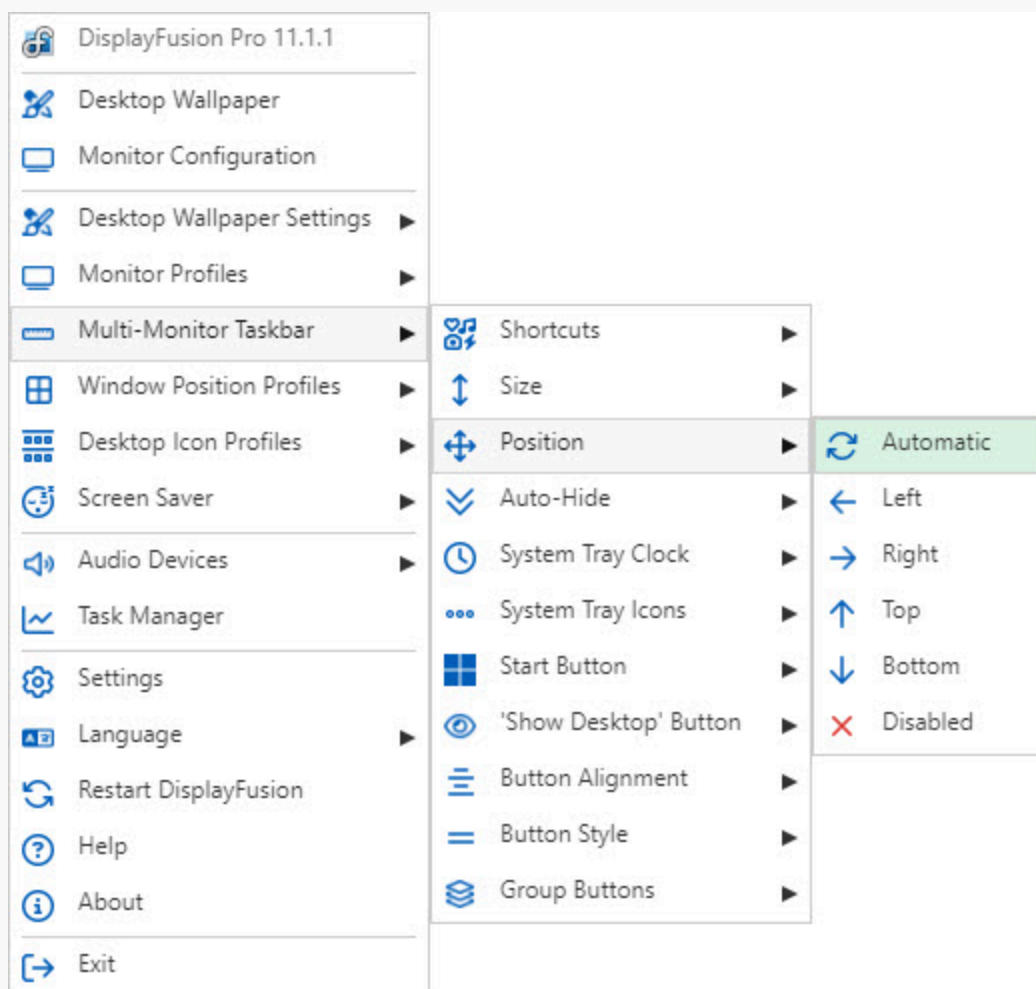 DisplayFusion Pro 11.1.1
Desktop Wallpaper
Monitor Configuration
Desktop Wallpaper Settings
Monitor Profiles
Multi-Monitor Taskbar
Window Position Profiles
Desktop Icon Profiles
Screen Saver
Audio Devices
Task Manager
Settings
Language
Restart DisplayFusion
Help
About
Exit
Shortcuts
Size
Position
Auto-Hide
System Tray Clock
System Tray Icons
Start Button
'Show Desktop' Button
Button Alignment
Button Style
Group Buttons
Automatic
Left
Right
Top
Bottom
Disabled